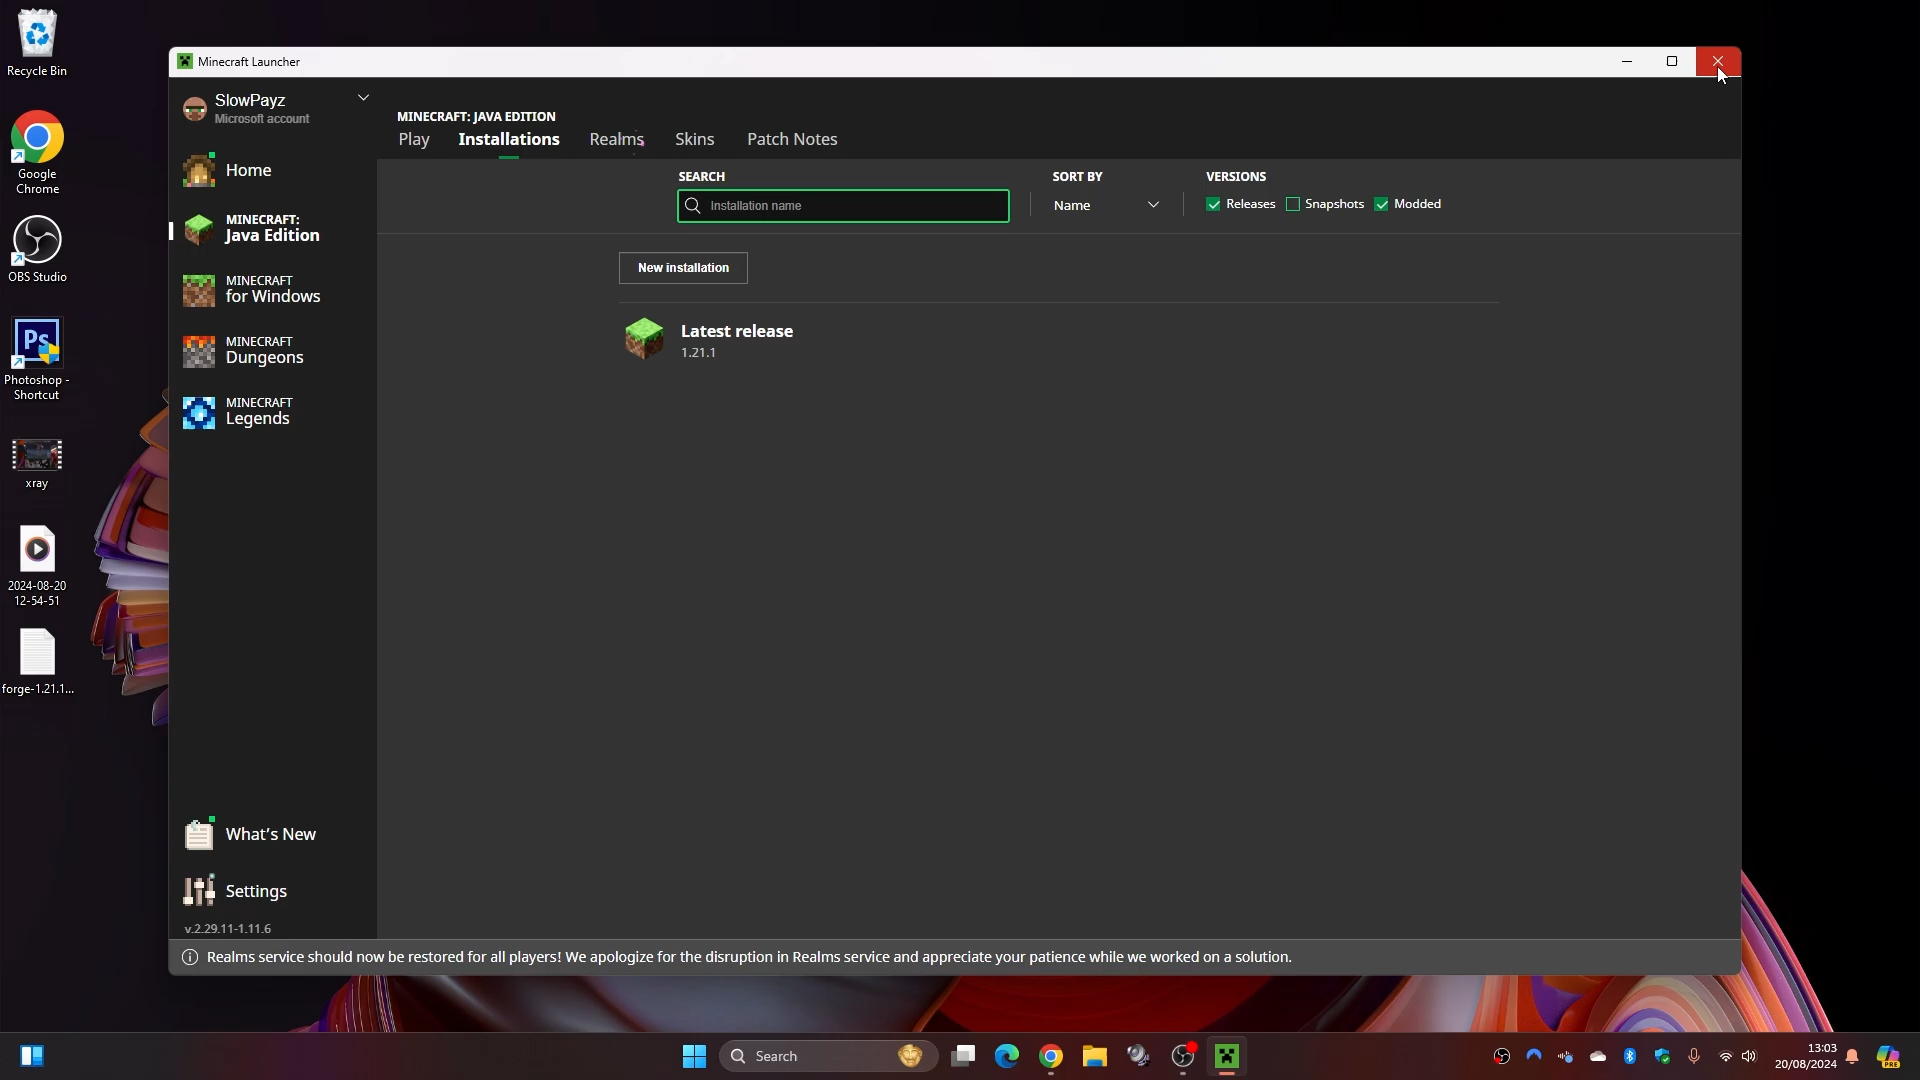 Recycle Bin
Google
Chrome
OBS Studio
Ps
Photoshop -
Shortcut
xray
2024-08-20
12-54-51
forge-1.21.1...
Minecraft Launcher
SlowPayz
Microsoft account
Home
MINECRAFT:
Java Edition
MINECRAFT
for Windows
MINECRAFT
Dungeons
MINECRAFT
Legends
What's New
Settings
v.2.29.11-1.11.6
MINECRAFT: JAVA EDITION
Play Installations Realms Skins Patch Notes
SEARCH
Installation name
SORT BY
Name
VERSIONS
Releases Snapshots Modded
New installation
Latest release
1.21.1
Realms service should now be restored for all players! We apologize for the disruption in Realms service and appreciate your patience while we worked on a solution.
Search
13:03
20/08/2024
PRE